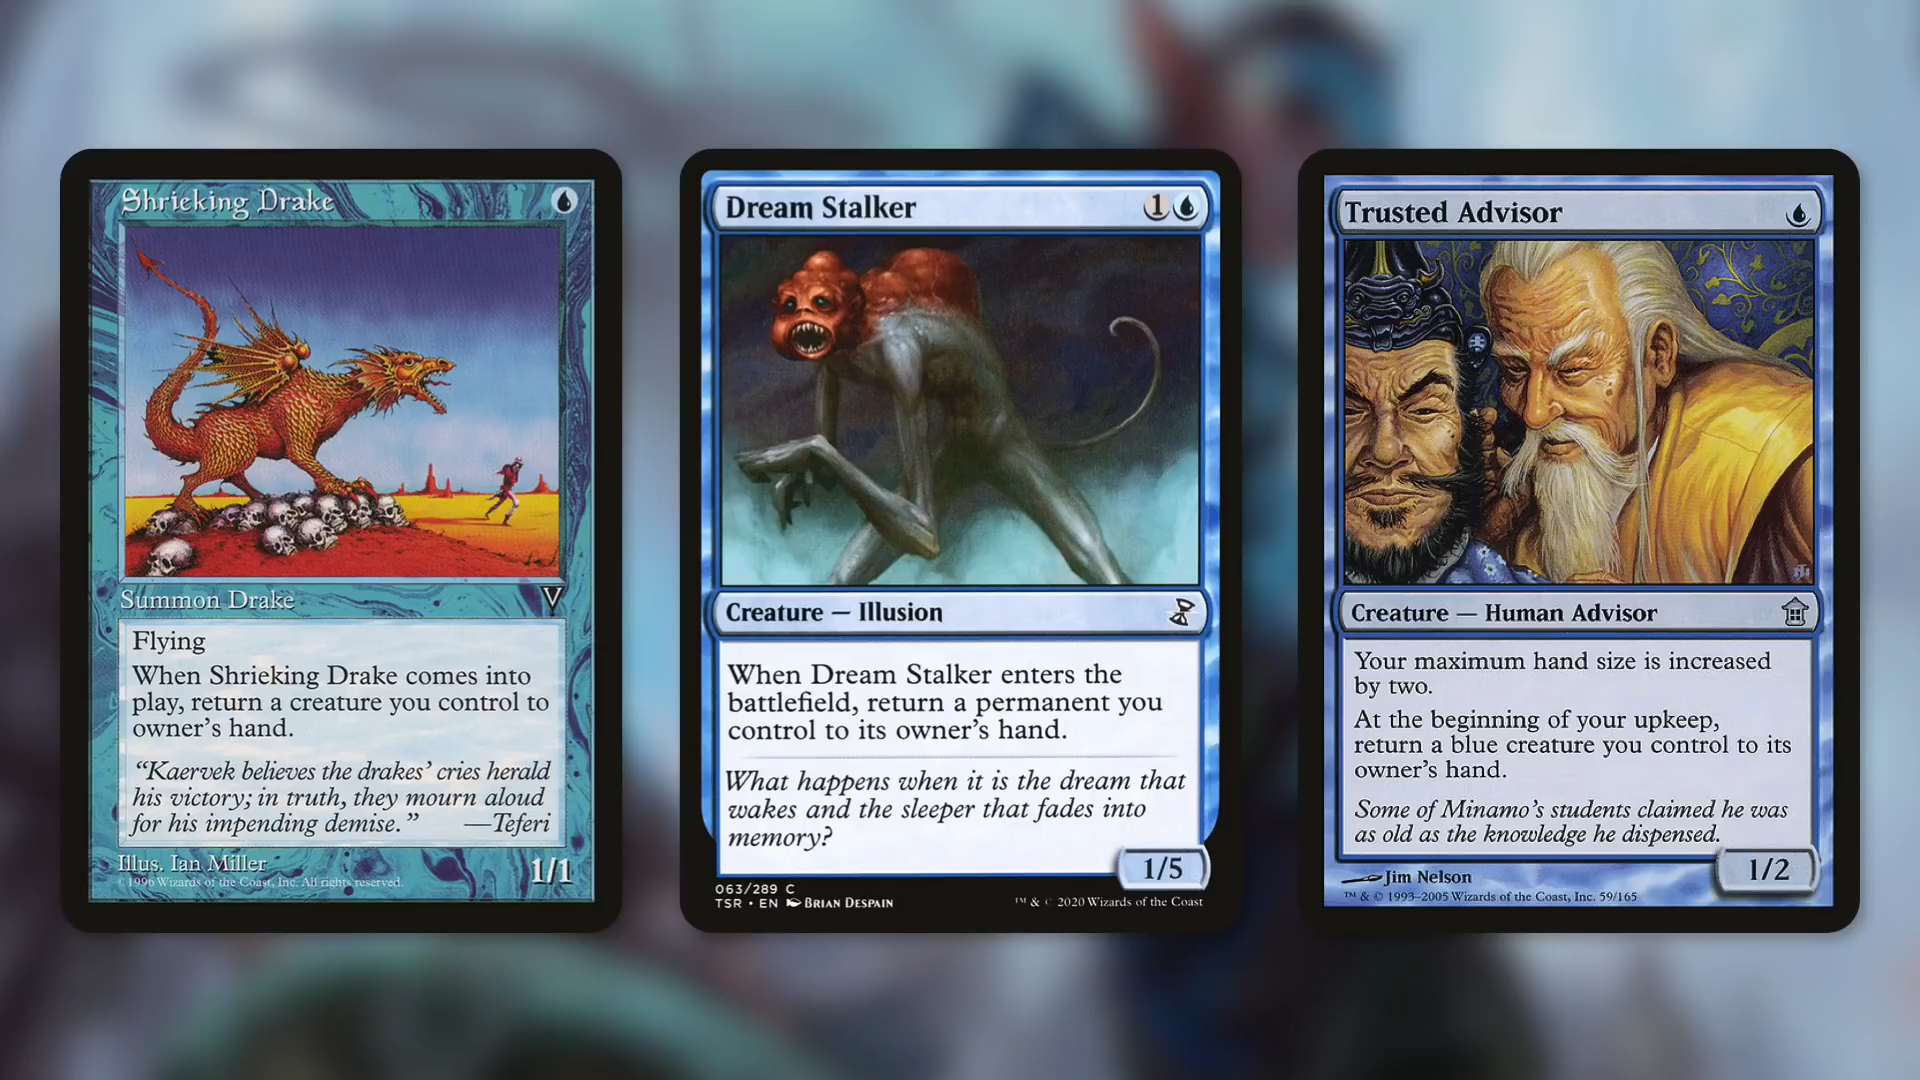 Shrieking Drake
Summon Drake
V
Flying
When Shrieking Drake comes into
play, return a creature you control to
owner's hand.
"Kaervek believes the drakes' cries herald
his victory; in truth, they mourn aloud
for his impending demise." —Teferi
Illus. Ian Miller
© 1996 Wizards of the Coast, Inc. All rights reserved.
1/1
Dream Stalker
1
Creature — Illusion
When Dream Stalker enters the
battlefield, return a permanent you
control to its owner's hand.
What happens when it is the dream that
wakes and the sleeper that fades into
memory?
1/5
063/289 C
TSR • EN BRIAN DESPAIN
™ & © 2020 Wizards of the Coast
Trusted Advisor
Creature — Human Advisor
Your maximum hand size is increased
by two.
At the beginning of your upkeep,
return a blue creature you control to its
owner's hand.
Some of Minamo's students claimed he was
as old as the knowledge he dispensed.
1/2
Jim Nelson
™ & © 1993–2005 Wizards of the Coast, Inc. 59/165